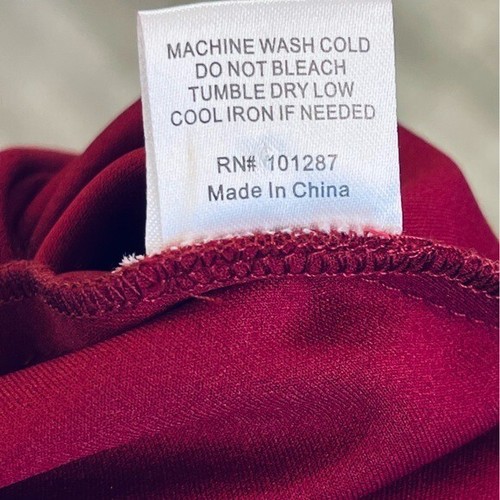 MACHINE WASH COLD
DO NOT BLEACH
TUMBLE DRY LOW
COOL IRON IF NEEDED
RN# 101287
Made In China